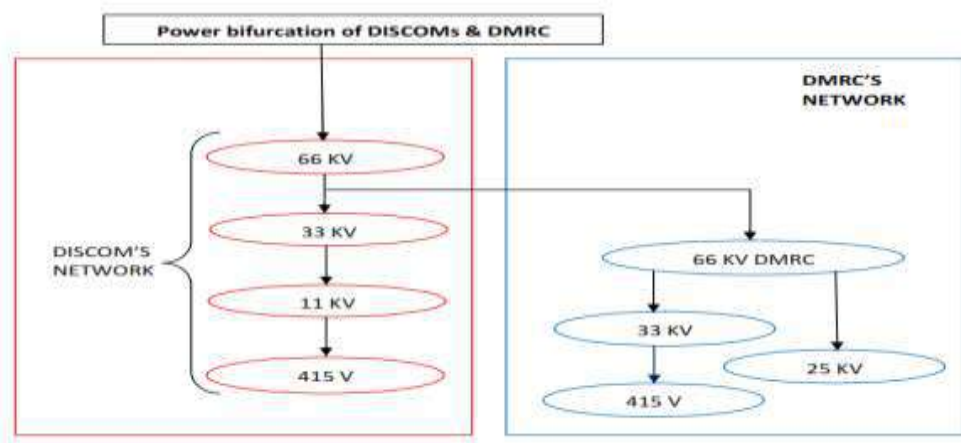 Power bifurcation of DISCOMs & DMRC
DISCOM'S
NETWORK
66 KV
33 KV
11 KV
415 V
DMRC'S
NETWORK
66 KV DMRC
33 KV
25 KV
415 V